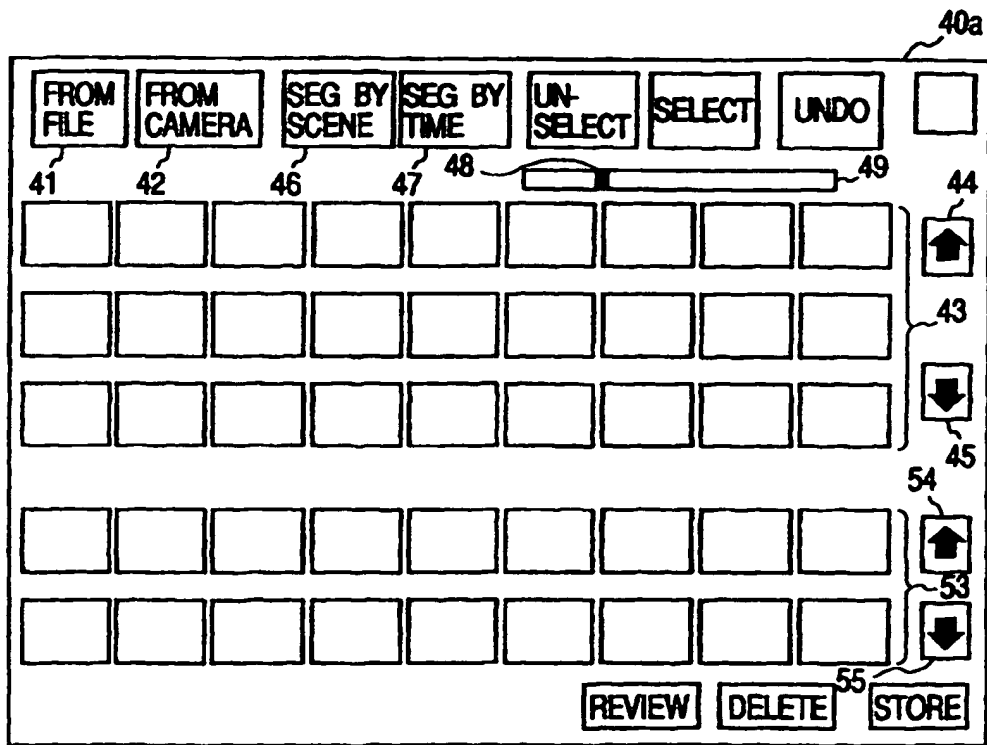 40a
FROM FILE
FROM CAMERA
SEG BY SCENE
SEG BY TIME
UN-SELECT
SELECT
UNDO
41
42
46
47
48
49
44
43
45
54
53
55
REVIEW
DELETE
STORE